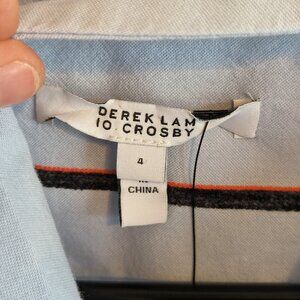 DEREK LAM
10. CROSBY
4
CHINA